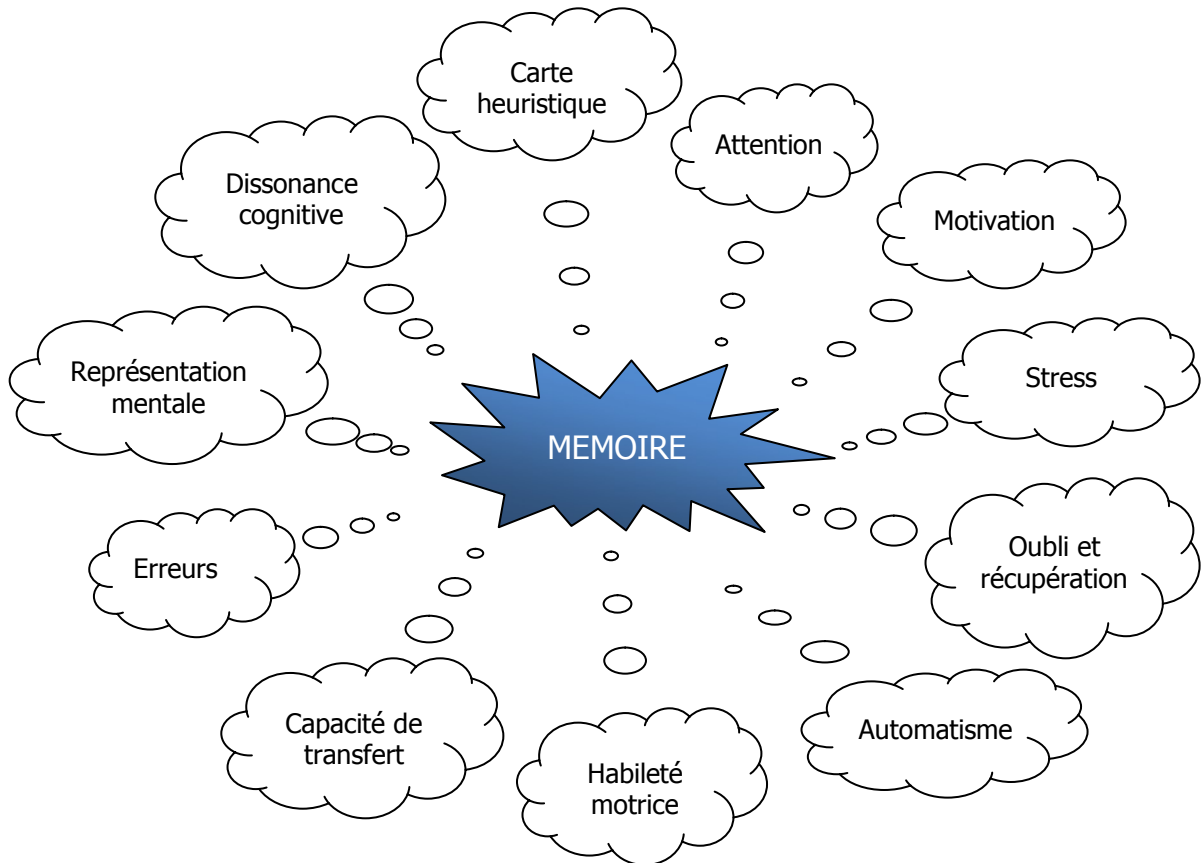 Carte
heuristique
Attention
Dissonance
cognitive
Motivation
Représentation
mentale
Stress
MEMOIRE
Oubli et
récupération
Erreurs
Capacité de
transfert
Automatisme
Habileté
motrice